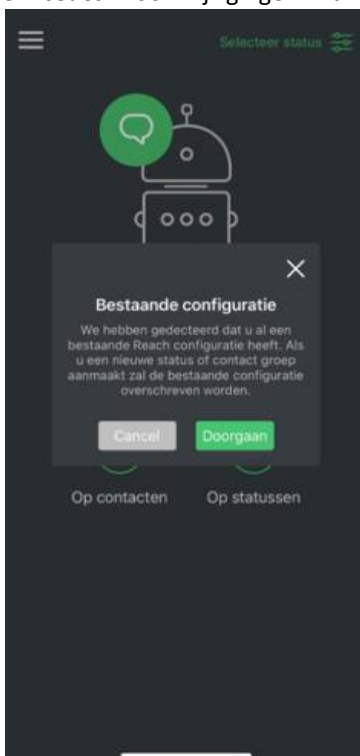 Selecteer status
Bestaande configuratie
We hebben gedecteerd dat u al een
bestaande Reach configuratie heeft. Als
u een nieuwe status of contact groep
aanmaakt zal de bestaande configuratie
overschreven worden.
Cancel Doorgaan
Op contacten Op statussen